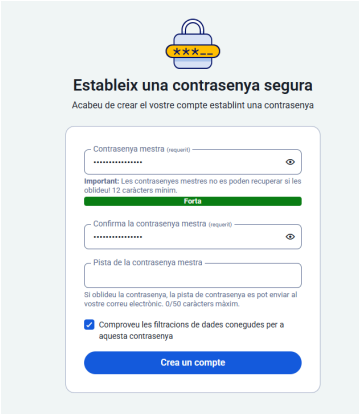 Estableix una contrasenya segura
Acabeu de crear el vostre compte establint una contrasenya
Contrasenya mestra (requerit)
••••••••••••••••
Important: Les contrasenyes mestres no es poden recuperar si les
oblideu! 12 caràcters mínim.
Forta
Confirma la contrasenya mestra (requerit)
••••••••••••••••
Pista de la contrasenya mestra
Si oblideu la contrasenya, la pista de contrasenya es pot enviar al
vostre correu electrònic. 0/50 caràcters màxim.
Comproveu les filtracions de dades conegudes per a
aquesta contrasenya
Crea un compte